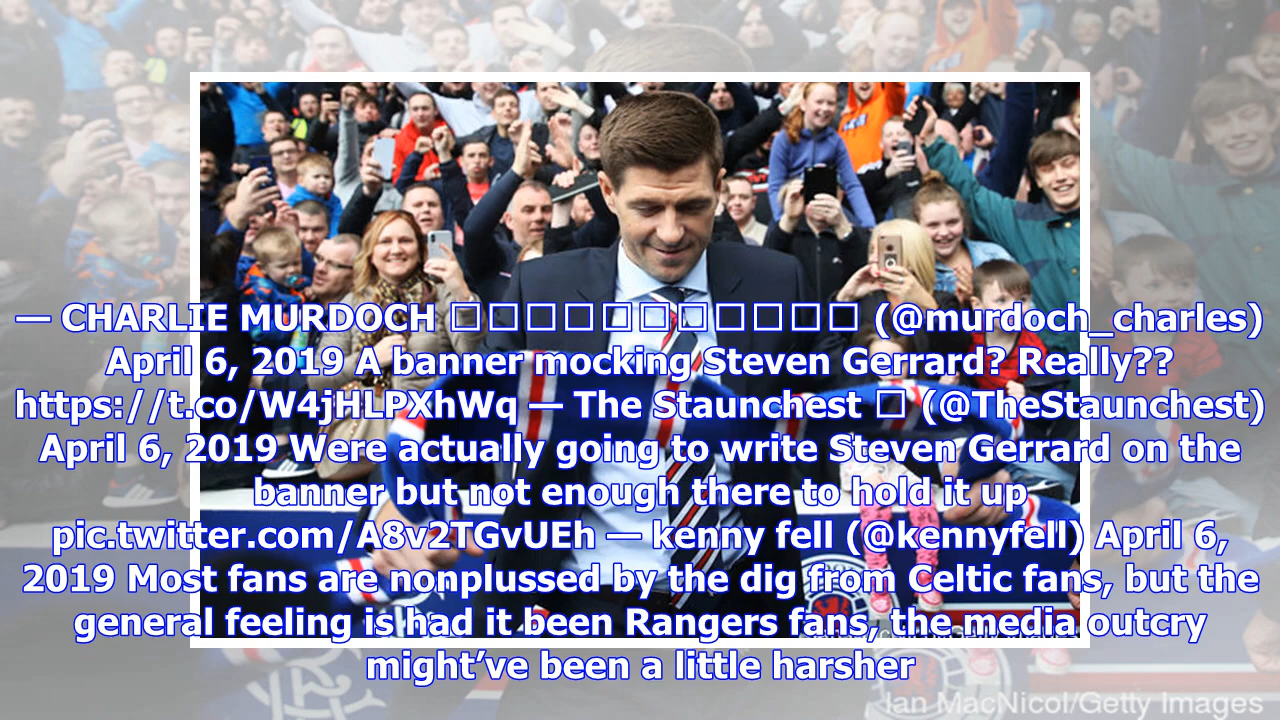 — CHARLIE MURDOCH □□□□□□□□□□□ (@murdoch_charles)
April 6, 2019 A banner mocking Steven Gerrard? Really??
https://t.co/W4jHLPXhWq — The Staunchest □ (@TheStaunchest)
April 6, 2019 Were actually going to write Steven Gerrard on the
banner but not enough there to hold it up
pic.twitter.com/A8v2TGvUEh — kenny fell (@kennyfell) April 6,
2019 Most fans are nonplussed by the dig from Celtic fans, but the
general feeling is had it been Rangers fans, the media outcry
might’ve been a little harsher
Ian MacNicol/Getty Images